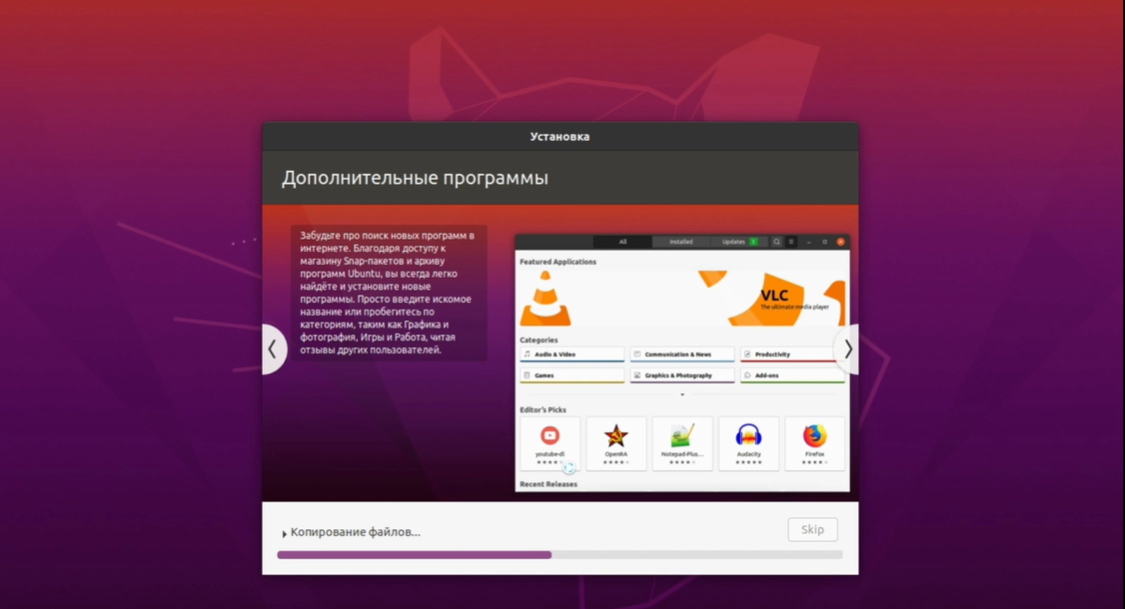 Установка
Дополнительные программы
Забудьте про поиск новых программ в
интернете. Благодаря доступу к
магазину Snap-пакетов и архиву
программ Ubuntu, вы всегда легко
найдёте и установите новые
программы. Просто введите искомое
название или пробегитесь по
категориям, таким как Графика и
фотография, Игры и Работа, читая
отзывы других пользователей.
All Installed Updates
Featured Applications
VLC
The ultimate media player
Categories
Audio & Video Communication & News Productivity
Games Graphics & Photography Add-ons
Editor's Picks
youtube-dl OpenRA Notepad-Plus... Audacity Firefox
Recent Releases
Копирование файлов...
Skip